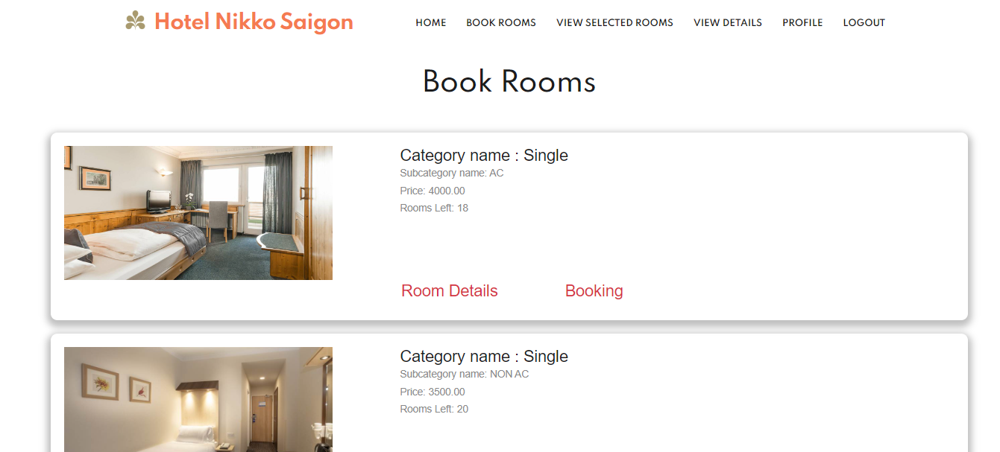 Hotel Nikko Saigon
HOME BOOK ROOMS VIEW SELECTED ROOMS VIEW DETAILS PROFILE LOGOUT
Book Rooms
Category name : Single
Subcategory name: AC
Price: 4000.00
Rooms Left: 18
Room Details Booking
Category name : Single
Subcategory name: NON AC
Price: 3500.00
Rooms Left: 20